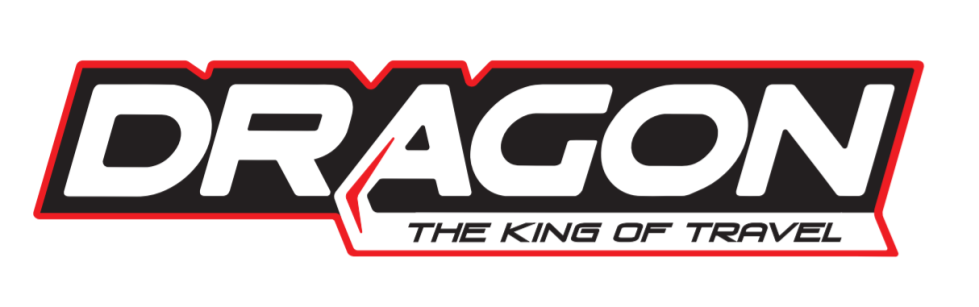 DRAGON
THE KING OF TRAVEL